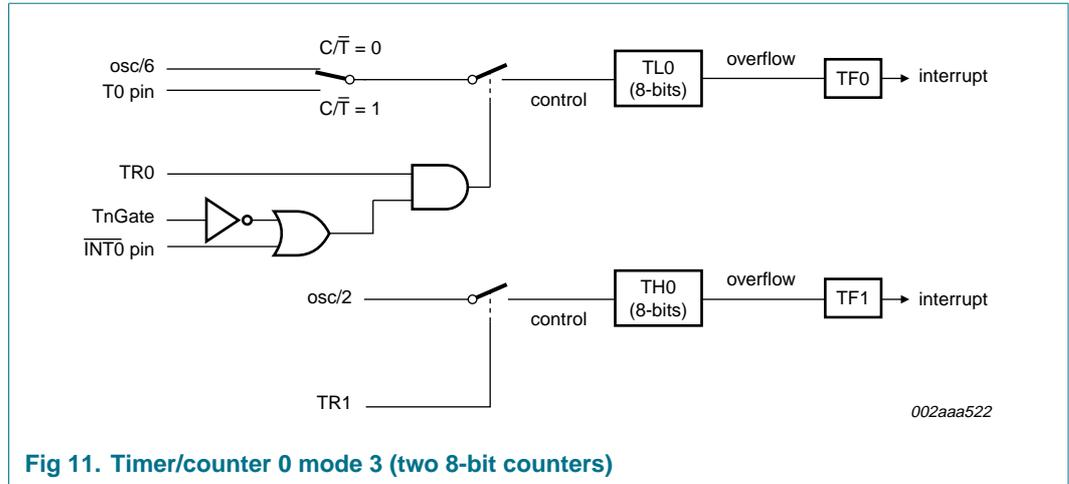 C/T̅ = 0
osc/6
T0 pin
C/T̅ = 1
control
TL0
(8-bits)
overflow
TF0
interrupt
TR0
TnGate
I̅N̅T̅0̅ pin
osc/2
control
TH0
(8-bits)
overflow
TF1
interrupt
TR1
002aaa522
Fig 11. Timer/counter 0 mode 3 (two 8-bit counters)